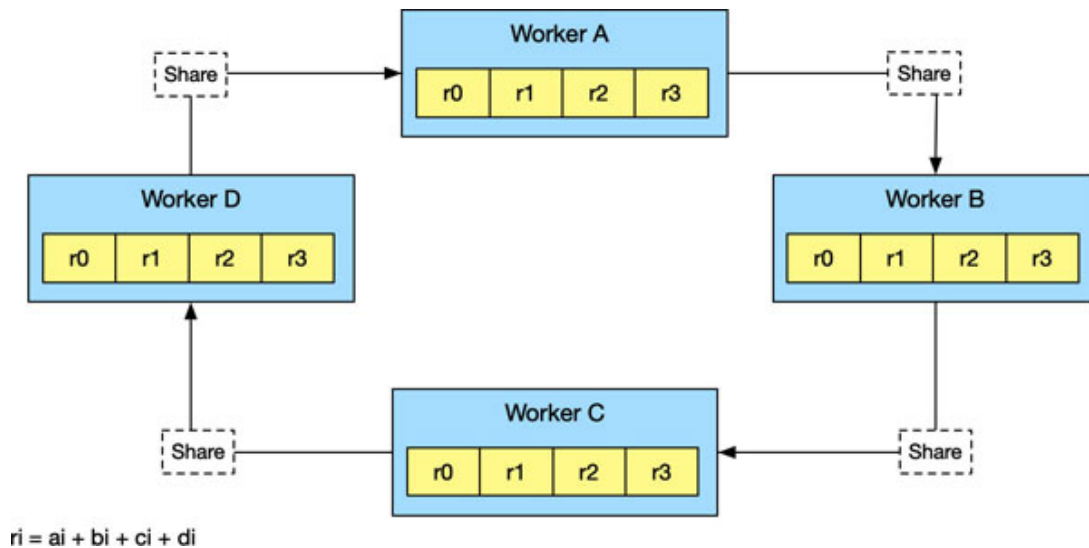 Worker A
r0 r1 r2 r3
Share
Share
Worker D
r0 r1 r2 r3
Worker B
r0 r1 r2 r3
Worker C
r0 r1 r2 r3
Share
Share
ri = ai + bi + ci + di